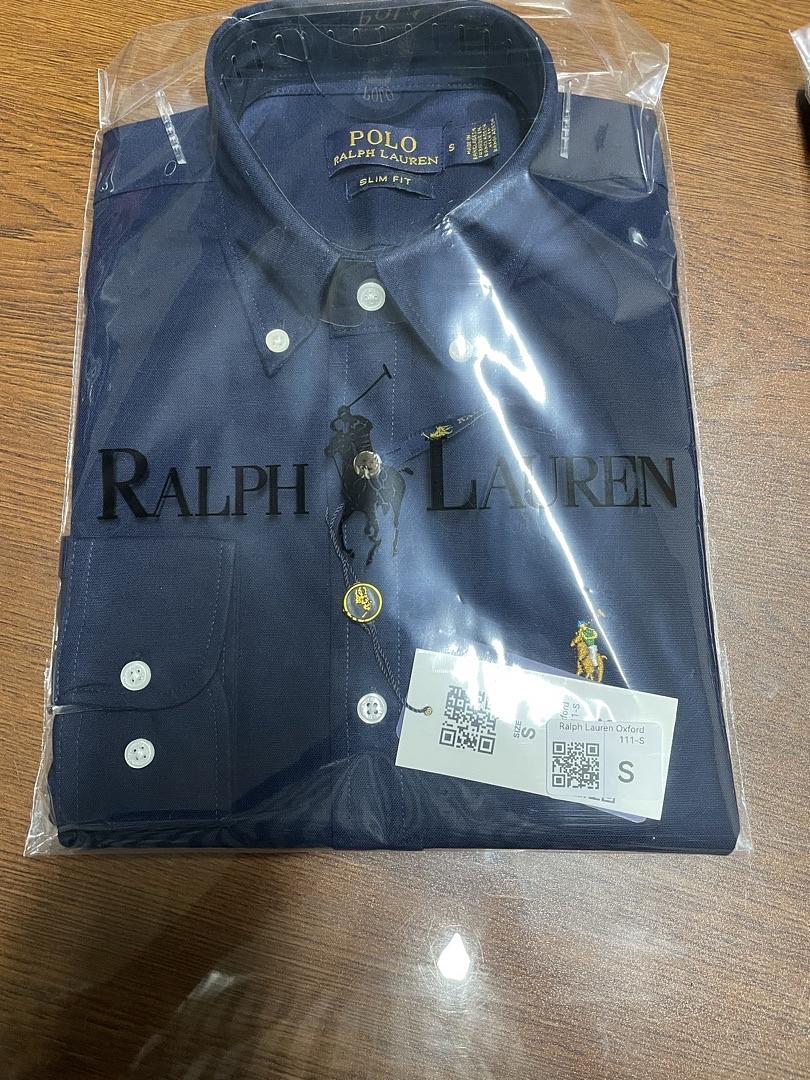 POLO
RALPH LAUREN
S
SLIM FIT
RALPH LAUREN
SIZE
S
Ralph Lauren Oxford
111-S
S